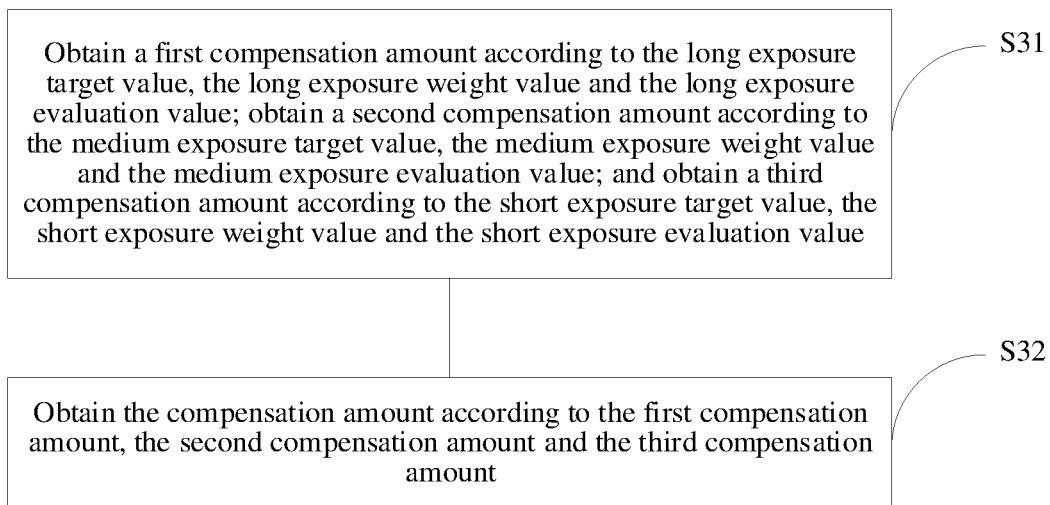 Obtain a first compensation amount according to the long exposure
target value, the long exposure weight value and the long exposure
evaluation value; obtain a second compensation amount according to
the medium exposure target value, the medium exposure weight value
and the medium exposure evaluation value; and obtain a third
compensation amount according to the short exposure target value, the
short exposure weight value and the short exposure evaluation value
S31
Obtain the compensation amount according to the first compensation
amount, the second compensation amount and the third compensation
amount
S32